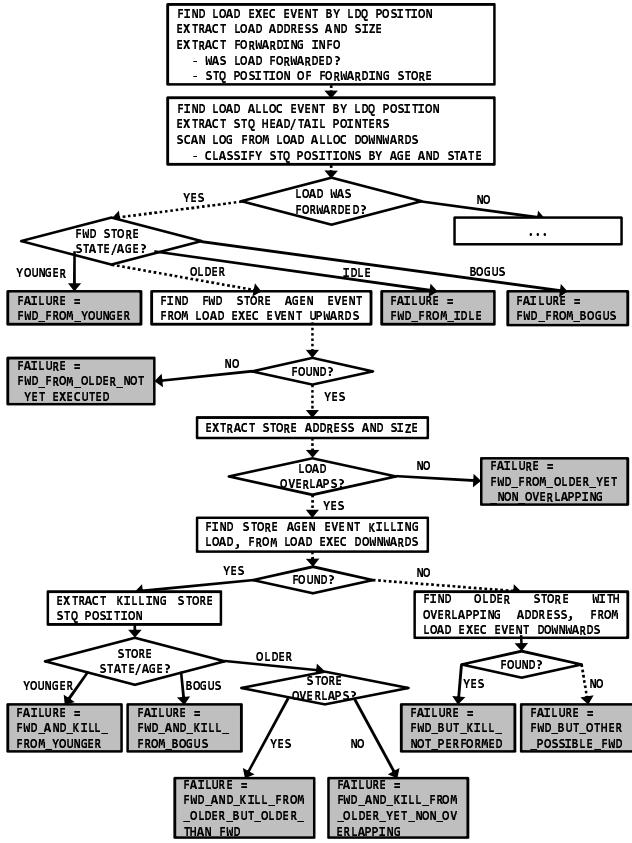 FIND LOAD EXEC EVENT BY LDQ POSITION
EXTRACT LOAD ADDRESS AND SIZE
EXTRACT FORWARDING INFO
- WAS LOAD FORWARDED?
- STQ POSITION OF FORWARDING STORE
FIND LOAD ALLOC EVENT BY LDQ POSITION
EXTRACT STQ HEAD/TAIL POINTERS
SCAN LOG FROM LOAD ALLOC DOWNWARDS
- CLASSIFY STQ POSITIONS BY AGE AND STATE
YES
LOAD WAS
FORWARDED?
NO
...
FWD STORE
STATE/AGE?
YOUNGER
OLDER
IDLE
BOGUS
FAILURE =
FWD_FROM_YOUNGER
FIND FWD STORE AGEN EVENT
FROM LOAD EXEC EVENT UPWARDS
FAILURE =
FWD_FROM_IDLE
FAILURE =
FWD_FROM_BOGUS
NO
FOUND?
FAILURE =
FWD_FROM_OLDER_NOT
_YET_EXECUTED
YES
EXTRACT STORE ADDRESS AND SIZE
LOAD
OVERLAPS?
NO
FAILURE =
FWD_FROM_OLDER_YET
_NON_OVERLAPPING
YES
FIND STORE AGEN EVENT KILLING
LOAD, FROM LOAD EXEC DOWNWARDS
YES
FOUND?
NO
EXTRACT KILLING STORE
STQ POSITION
FIND OLDER STORE WITH
OVERLAPPING ADDRESS, FROM
LOAD EXEC EVENT DOWNWARDS
STORE
STATE/AGE?
OLDER
FOUND?
YOUNGER
BOGUS
STORE
OVERLAPS?
YES
NO
FAILURE =
FWD_AND_KILL_
FROM_YOUNGER
FAILURE =
FWD_AND_KILL_
FROM_BOGUS
FAILURE =
FWD_BUT_KILL_
NOT_PERFORMED
FAILURE =
FWD_BUT_OTHER
_POSSIBLE_FWD
YES
NO
FAILURE =
FWD_AND_KILL_FROM
_OLDER_BUT_OLDER_
THAN_FWD
FAILURE =
FWD_AND_KILL_FROM
_OLDER_YET_NON_OV
ERLAPPING